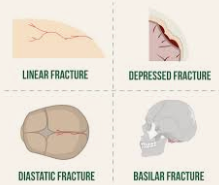 LINEAR FRACTURE
DEPRESSED FRACTURE
DIASTATIC FRACTURE
BASILAR FRACTURE